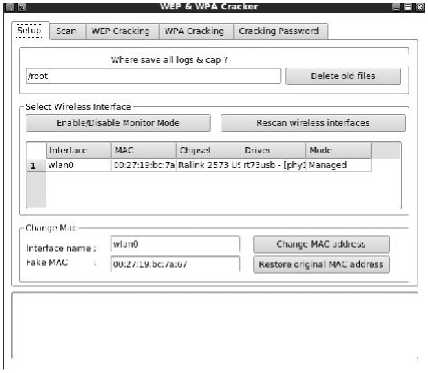 WEP & WPA Cracker
Setup Scan WEP Cracking WPA Cracking Cracking Password
Where save all logs & cap ?
/root Delete old files
Select Wireless Interface
Enable/Disable Monitor Mode Rescan wireless interfaces
Interface MAC Chipset Driver Mode
1 wlan0 00:27:19:bc:7a Ralink 2573 US rt73usb - [phy1 Managed
Change Mac
Interface name : wlan0 Change MAC address
Fake MAC : 00:27:19:bc:7a:67 Restore original MAC address